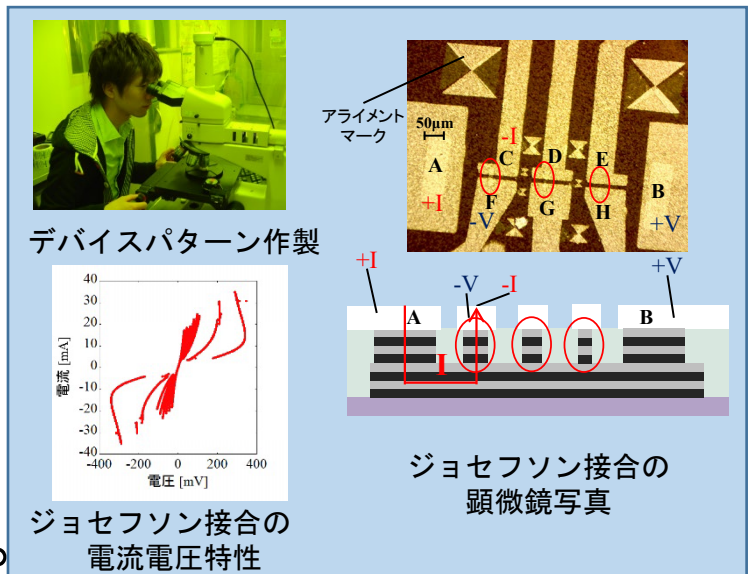 アライメント
マーク
50μm
A
+I
-I
C
D
E
F
-V
G
H
B
+V
デバイスパターン作製
40
30
20
10
0
-10
-20
-30
-40
電流 [mA]
-400 -200 0 200 400
電圧 [mV]
ジョセフソン接合の
電流電圧特性
+I
-V
-I
+V
A
B
I
ジョセフソン接合の
顕微鏡写真